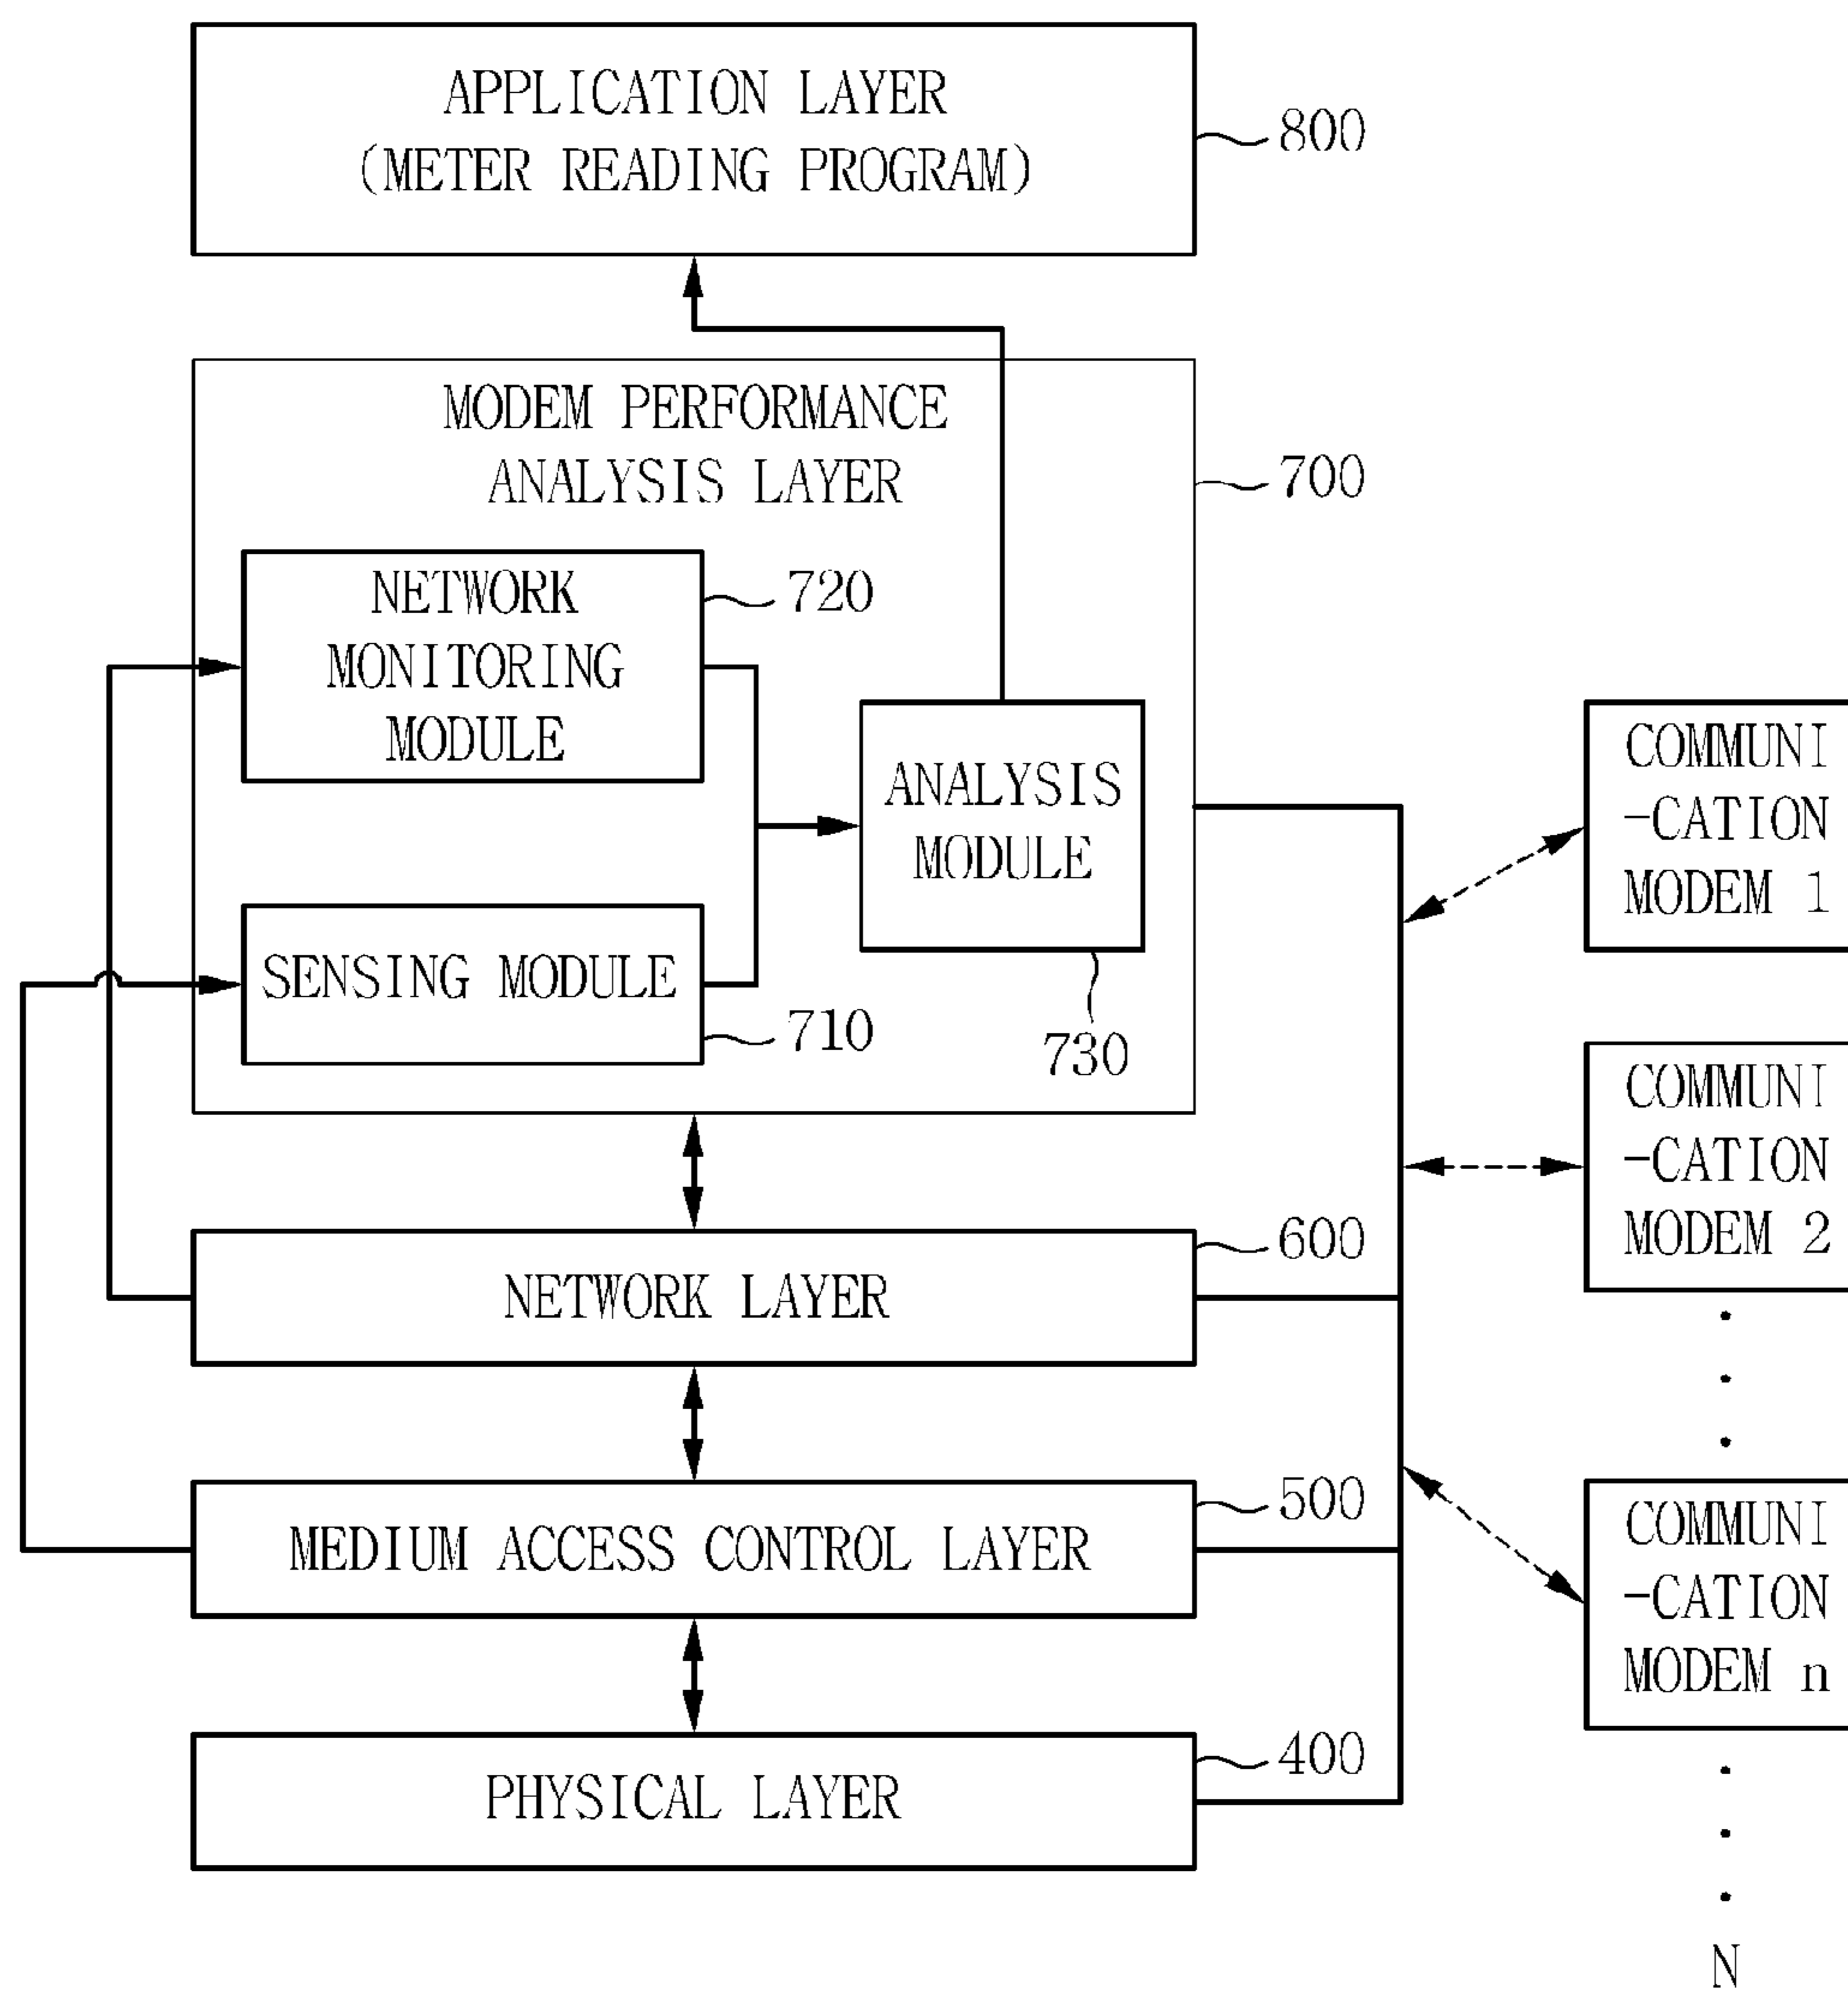 APPLICATION LAYER
(METER READING PROGRAM)
800
MODEM PERFORMANCE
ANALYSIS LAYER
700
NETWORK
MONITORING
MODULE
720
ANALYSIS
MODULE
730
SENSING MODULE
710
NETWORK LAYER
600
MEDIUM ACCESS CONTROL LAYER
500
PHYSICAL LAYER
400
COMMUNI
-CATION
MODEM 1
COMMUNI
-CATION
MODEM 2
COMMUNI
-CATION
MODEM n
N